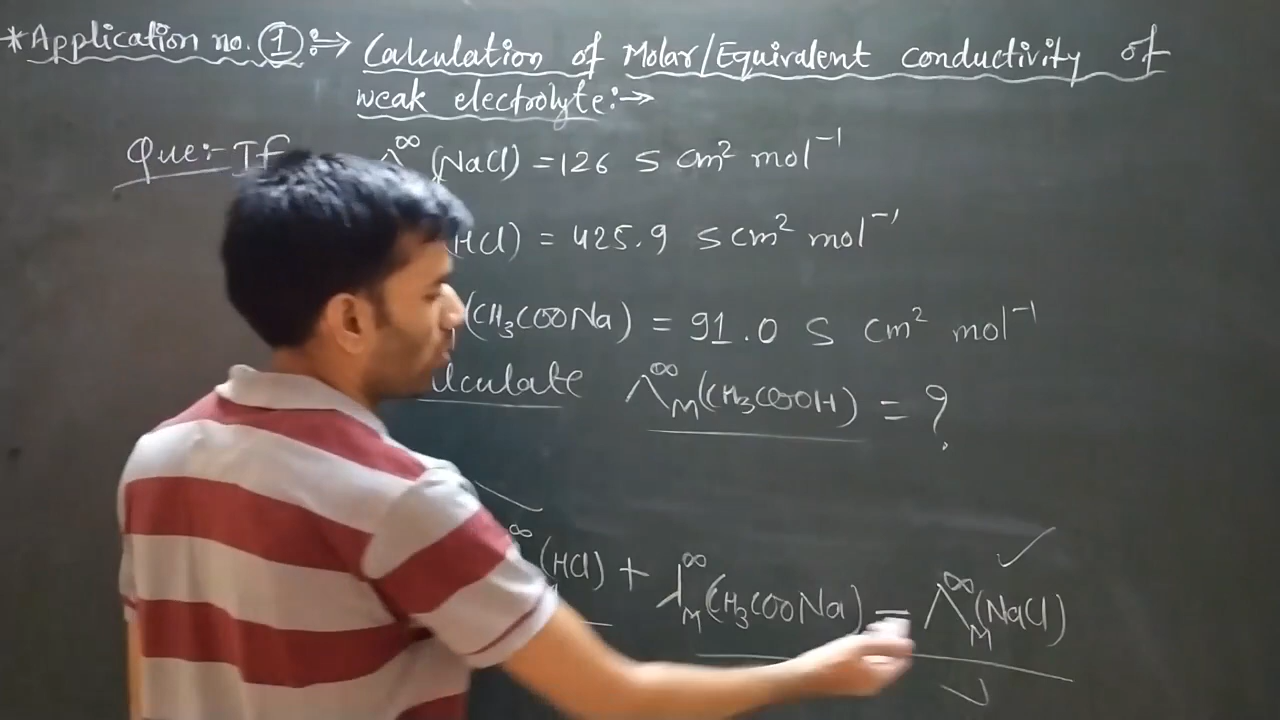 *Application no. ① :⇒ Calculation of Molar/Equivalent conductivity of
weak electrolyte:→
Que:- If Λ∞ (NaCl) = 126 S cm² mol⁻¹
HCl) = 425.9 S cm² mol⁻¹
(CH₃COONa) = 91.0 S cm² mol⁻¹
lculate Λ∞M(CH₃COOH) = ?
∞M(HCl) + λ∞M(CH₃COONa) - Λ∞M(NaCl)